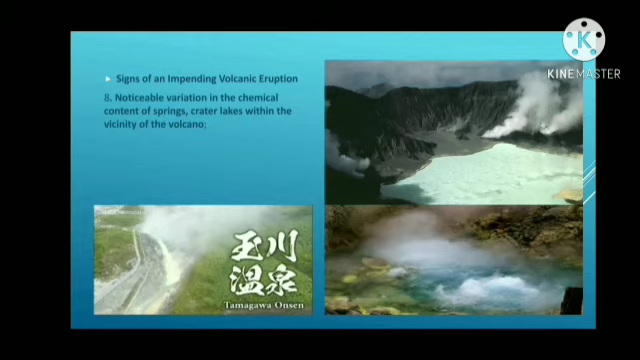 KINEMASTER
Signs of an Impending Volcanic Eruption
8. Noticeable variation in the chemical
content of springs, crater lakes within the
vicinity of the volcano;
玉川
温泉
Tamagawa Onsen